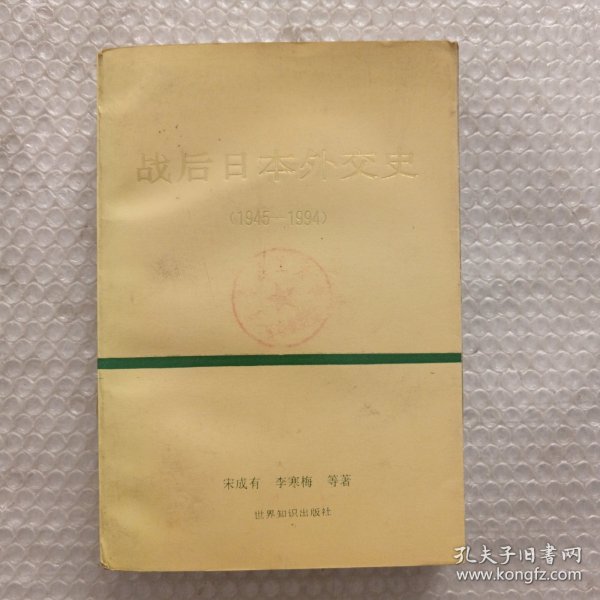 战后日本外交史
(1945—1994)
宋成有 李寒梅 等著
世界知识出版社
孔夫子旧书网
www.kongfz.com